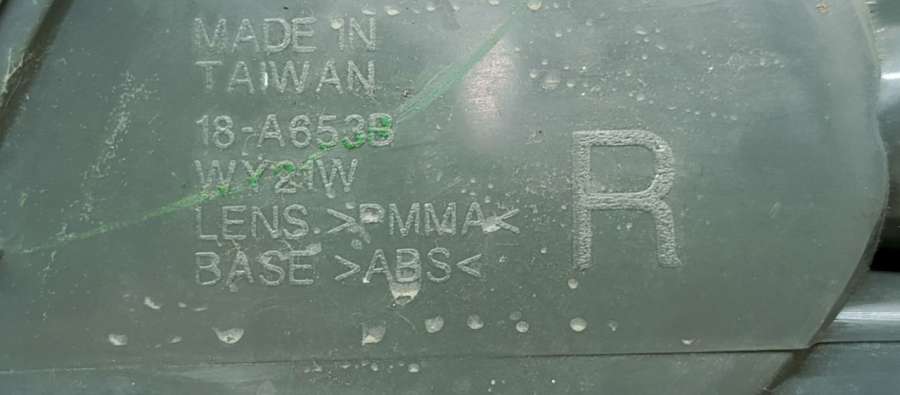 MADE IN
TAIWAN
18-A653B
WY21W
LENS >PMMA<
BASE >ABS<
R